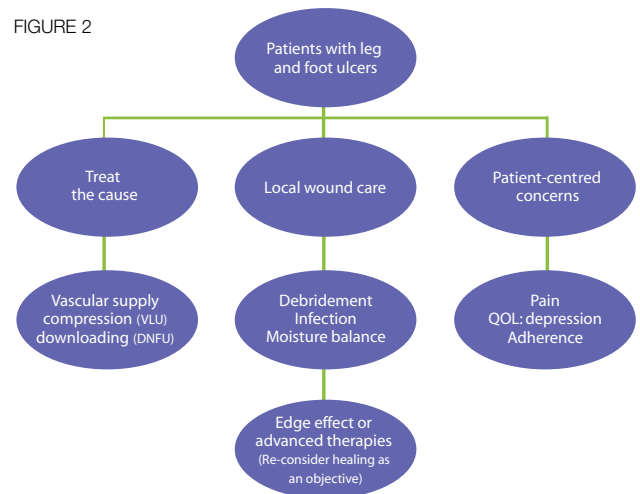 FIGURE 2
Patients with leg
and foot ulcers
Treat
the cause
Local wound care
Patient-centred
concerns
Vascular supply
compression (VLU)
downloading (DNFU)
Debridement
Infection
Moisture balance
Pain
QOL: depression
Adherence
Edge effect or
advanced therapies
(Re-consider healing as
an objective)